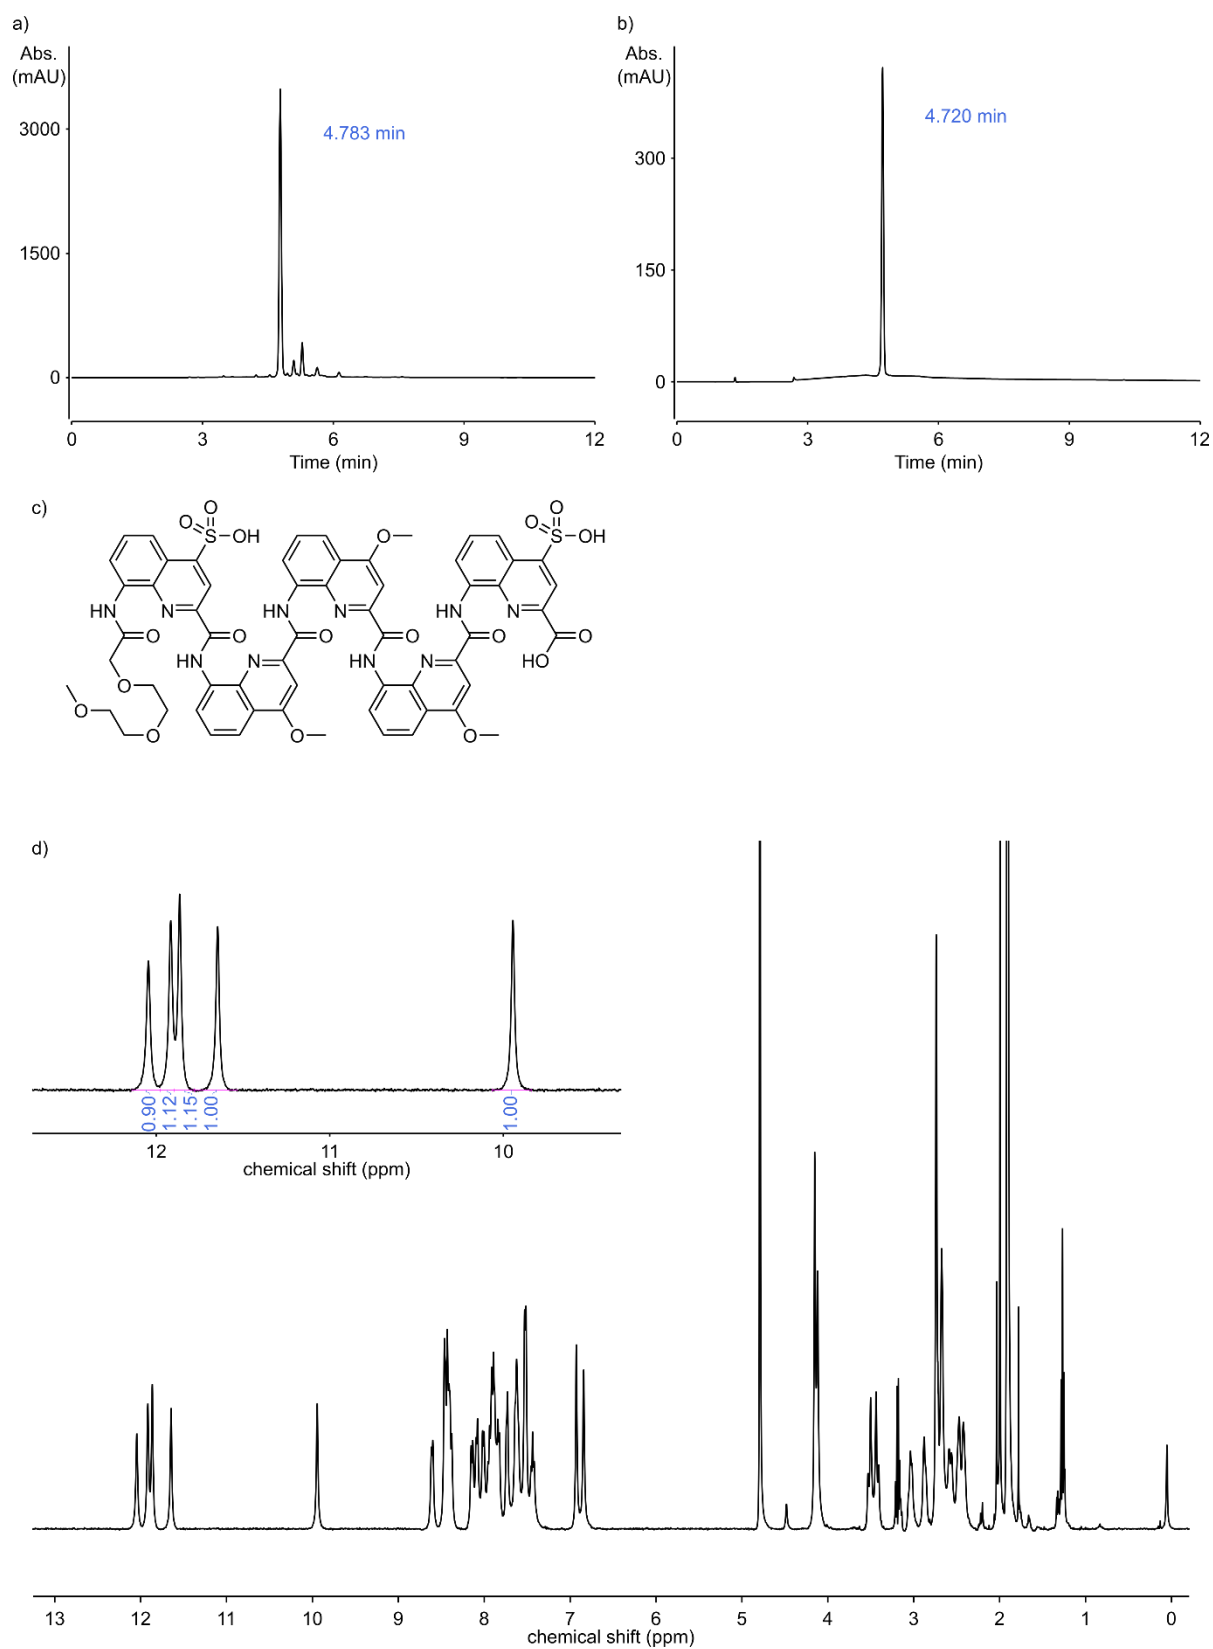 a)
Abs.
(mAU)
3000
1500
0
4.783 min
0 3 6 9 12
Time (min)
b)
Abs.
(mAU)
300
150
0
4.720 min
0 3 6 9 12
Time (min)
c)
O O
S OH
O
O O
S OH
HN N
HN N
HN N
O
O
O
O
O
O
HO
HN N
HN N
O
O
O
O
O
d)
0.90
1.12
1.15
1.00
1.00
12 11 10
chemical shift (ppm)
13 12 11 10 9 8 7 6 5 4 3 2 1 0
chemical shift (ppm)